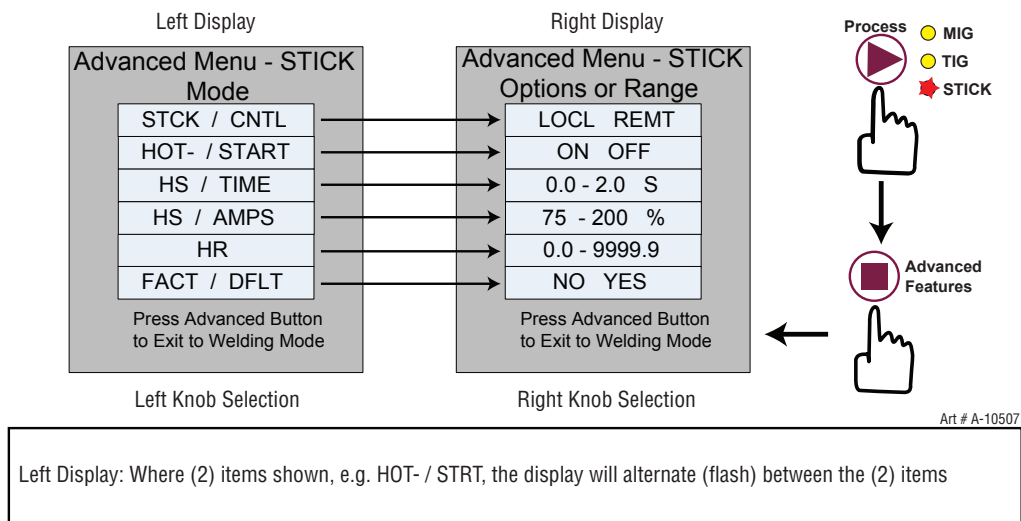 Left Display
Right Display
Advanced Menu - STICK
Mode
STCK / CNTL
HOT- / START
HS / TIME
HS / AMPS
HR
FACT / DFLT
Press Advanced Button
to Exit to Welding Mode
Advanced Menu - STICK
Options or Range
LOCL REMT
ON OFF
0.0 - 2.0 S
75 - 200 %
0.0 - 9999.9
NO YES
Press Advanced Button
to Exit to Welding Mode
Process
MIG
TIG
STICK
Advanced
Features
Left Knob Selection
Right Knob Selection
Art # A-10507
Left Display: Where (2) items shown, e.g. HOT- / STRT, the display will alternate (flash) between the (2) items